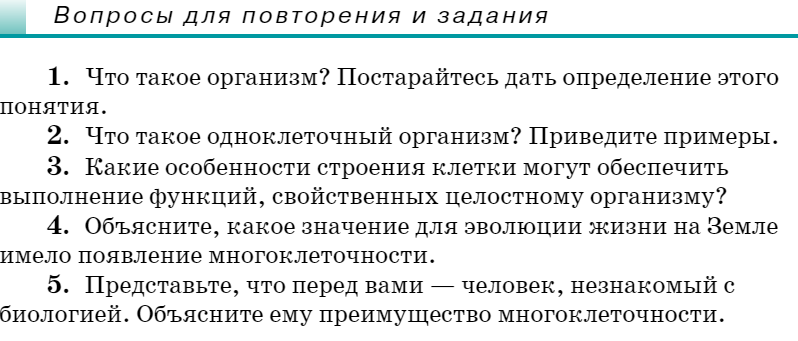 Вопросы для повторения и задания
1. Что такое организм? Постарайтесь дать определение этого
понятия.
2. Что такое одноклеточный организм? Приведите примеры.
3. Какие особенности строения клетки могут обеспечить
выполнение функций, свойственных целостному организму?
4. Объясните, какое значение для эволюции жизни на Земле
имело появление многоклеточности.
5. Представьте, что перед вами — человек, незнакомый с
биологией. Объясните ему преимущество многоклеточности.